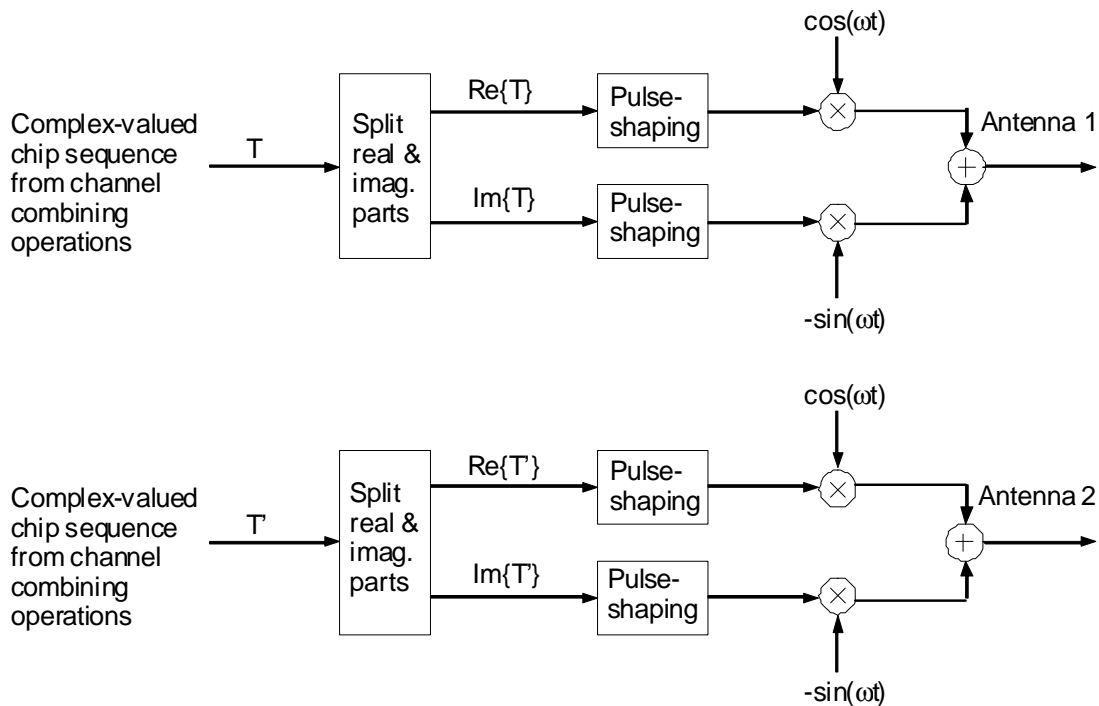 cos(ωt)
Complex-valued
chip sequence
from channel
combining
operations
T
Split
real &
imag.
parts
Re{T}
Im{T}
Pulse-
shaping
Pulse-
shaping
Antenna 1
-sin(ωt)
cos(ωt)
Complex-valued
chip sequence
from channel
combining
operations
T'
Split
real &
imag.
parts
Re{T'}
Im{T'}
Pulse-
shaping
Pulse-
shaping
Antenna 2
-sin(ωt)